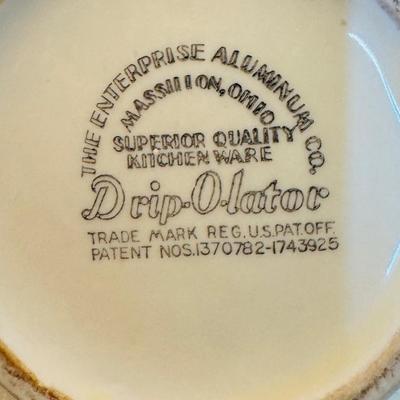 THE ENTERPRISE ALUMINUM CO.
MASSILLON, OHIO
SUPERIOR QUALITY
KITCHEN WARE
Drip-O-lator
TRADE MARK REG. U.S. PAT. OFF.
PATENT NOS. 1370782-1743925